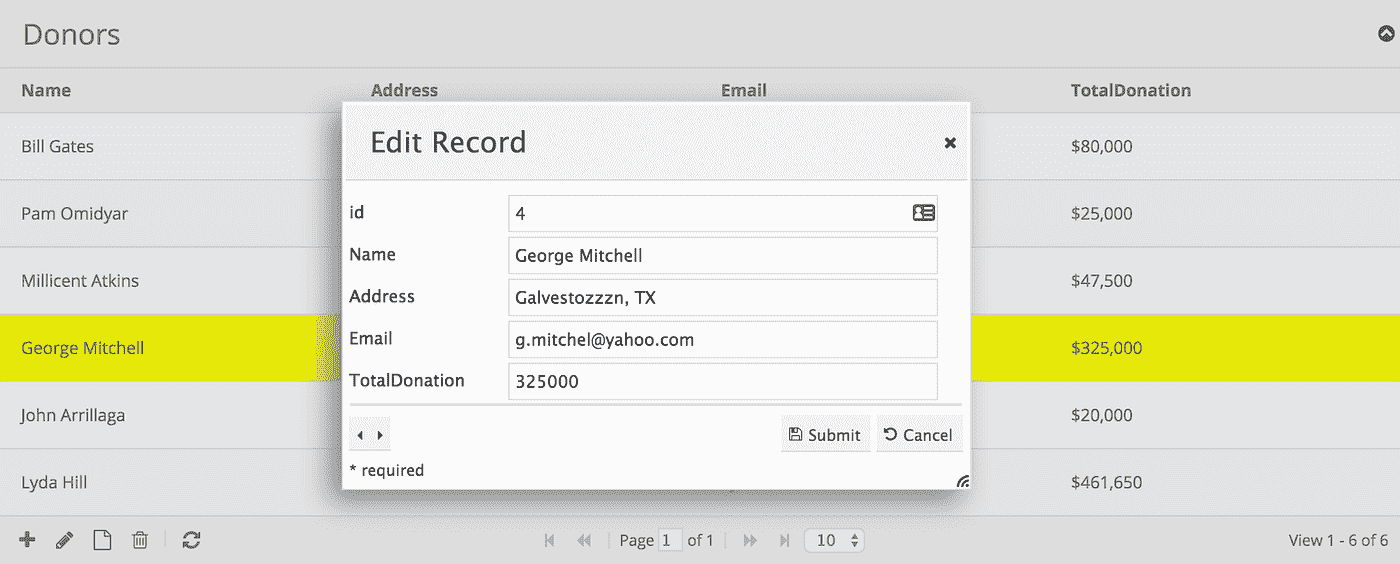 Donors
Name Address Email TotalDonation
Bill Gates $80,000
Pam Omidyar $25,000
Millicent Atkins $47,500
George Mitchell $325,000
John Arrillaga $20,000
Lyda Hill $461,650
Edit Record
id 4
Name George Mitchell
Address Galvestozzzn, TX
Email g.mitchel@yahoo.com
TotalDonation 325000
Submit Cancel
* required
Page 1 of 1 10 View 1 - 6 of 6